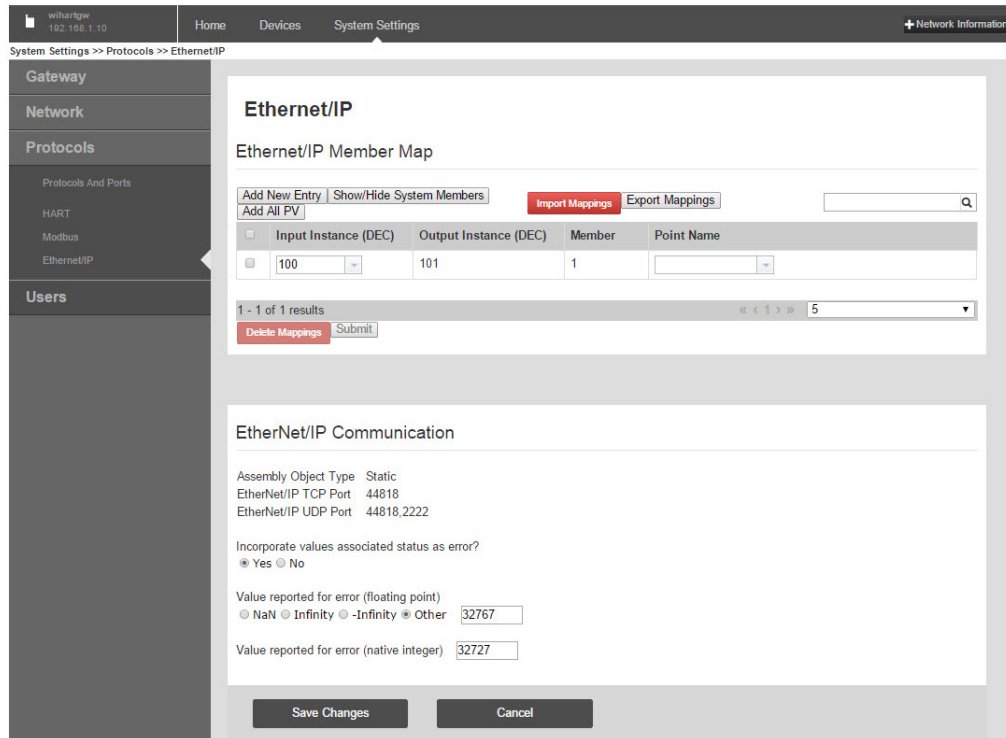 wihartgw
192.168.1.10
Home Devices System Settings
Network Information
System Settings >> Protocols >> Ethernet/IP
Gateway
Network
Protocols
Protocols And Ports
HART
Modbus
Ethernet/IP
Users
Ethernet/IP
Ethernet/IP Member Map
Add New Entry Show/Hide System Members Import Mappings Export Mappings
Add All PV
Input Instance (DEC) Output Instance (DEC) Member Point Name
100 101 1
1 - 1 of 1 results « ‹ 1 › » 5
Delete Mappings Submit
EtherNet/IP Communication
Assembly Object Type Static
EtherNet/IP TCP Port 44818
EtherNet/IP UDP Port 44818,2222
Incorporate values associated status as error?
Yes No
Value reported for error (floating point)
NaN Infinity -Infinity Other 32767
Value reported for error (native integer) 32727
Save Changes Cancel